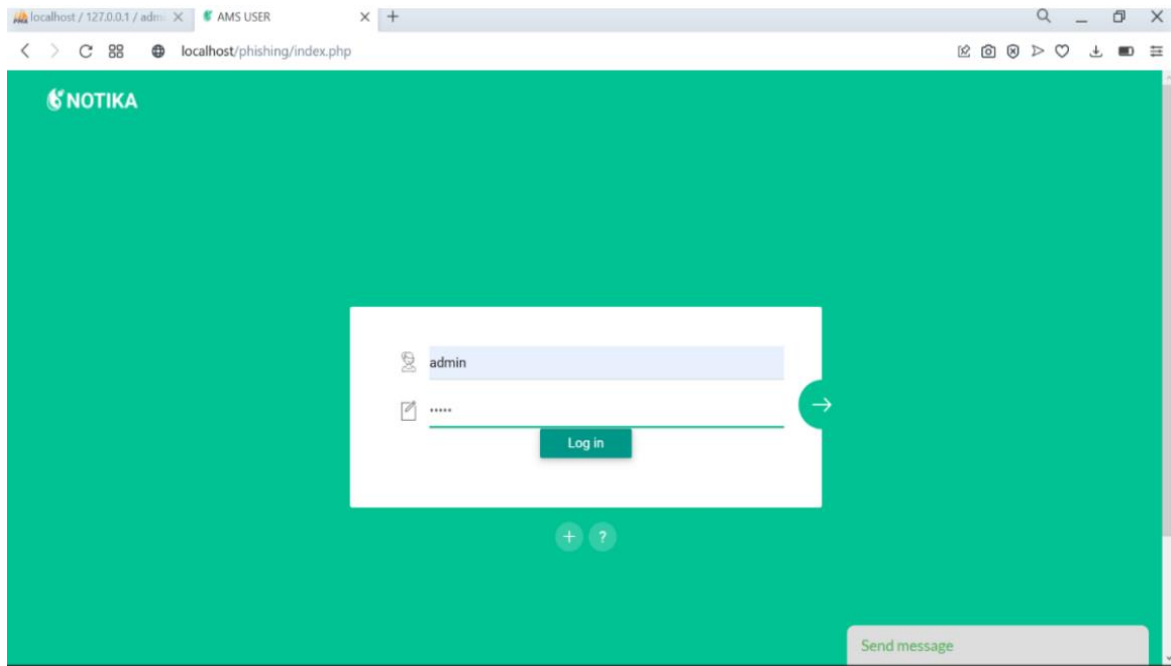 localhost / 127.0.0.1 / adm
AMS USER
localhost/phishing/index.php
NOTIKA
admin
•••••
Log in
+ ?
Send message